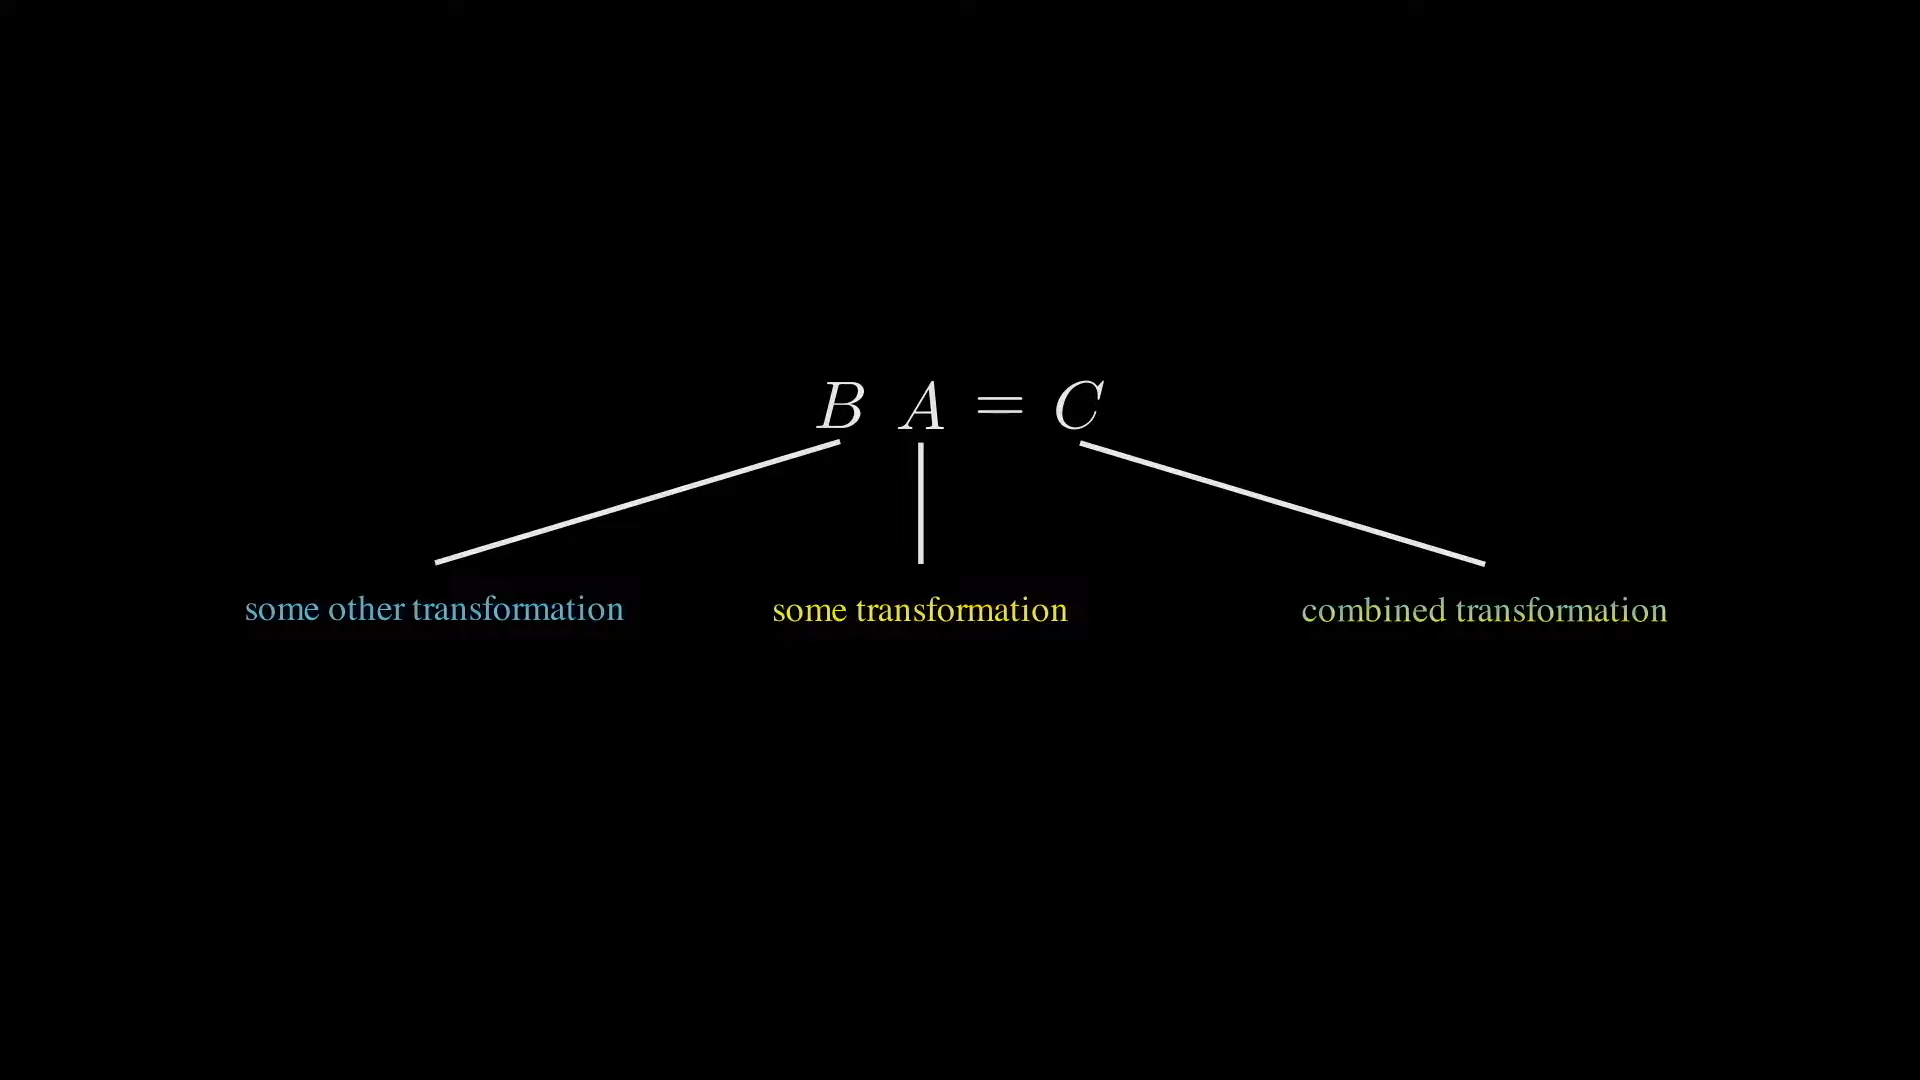 B A = C
some other transformation some transformation combined transformation